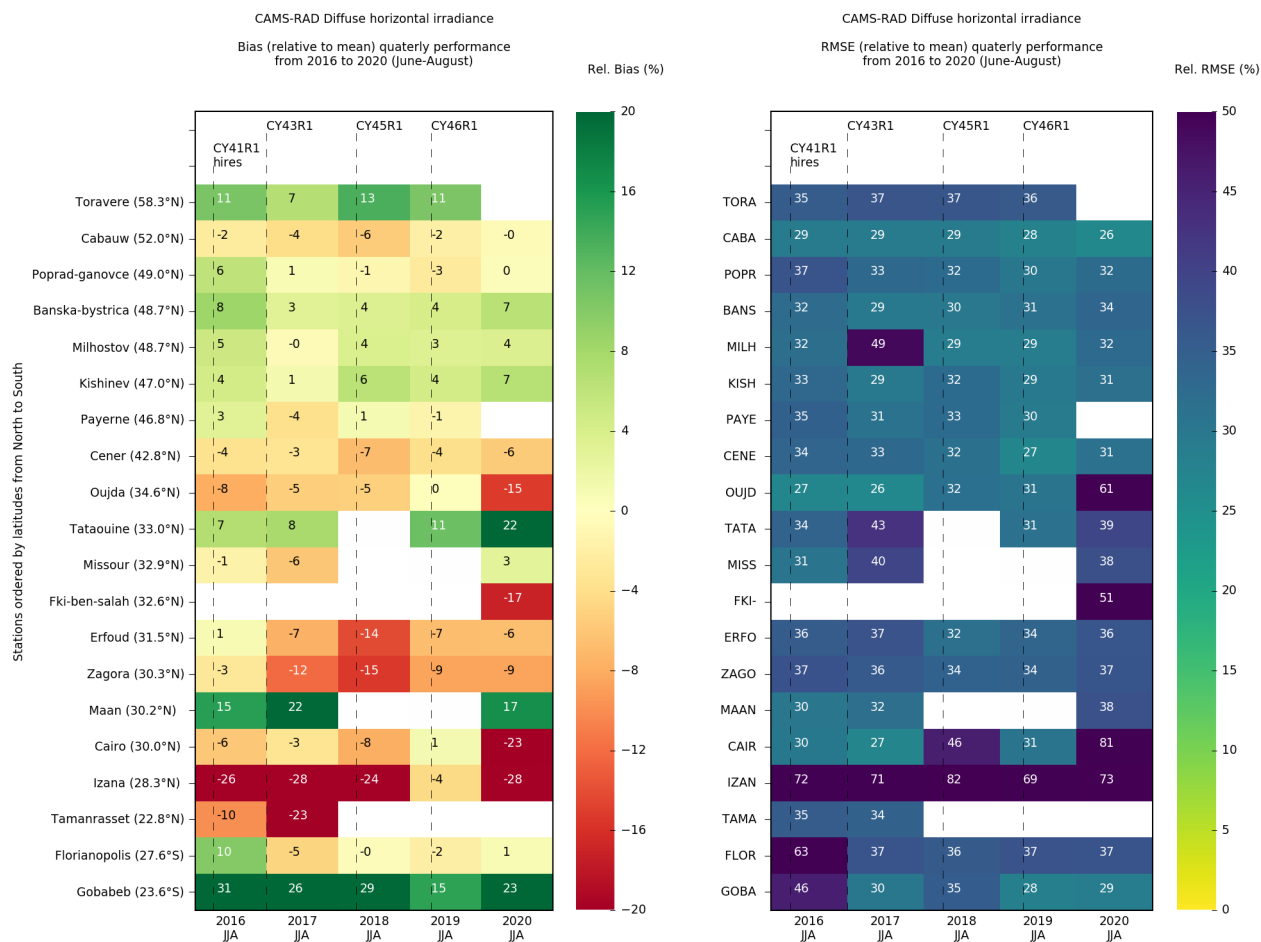 CAMS-RAD Diffuse horizontal irradiance
Bias (relative to mean) quaterly performance
from 2016 to 2020 (June-August)
Rel. Bias (%)
CY43R1 CY45R1 CY46R1
CY41R1
hires
Stations ordered by latitudes from North to South
Toravere (58.3°N) 11 7 13 11
Cabauw (52.0°N) -2 -4 -6 -2 -0
Poprad-ganovce (49.0°N) 6 1 -1 -3 0
Banska-bystrica (48.7°N) 8 3 4 4 7
Milhostov (48.7°N) 5 -0 4 3 4
Kishinev (47.0°N) 4 1 6 4 7
Payerne (46.8°N) 3 -4 1 -1
Cener (42.8°N) -4 -3 -7 -4 -6
Oujda (34.6°N) -8 -5 -5 0 -15
Tataouine (33.0°N) 7 8 11 22
Missour (32.9°N) -1 -6 3
Fki-ben-salah (32.6°N) -17
Erfoud (31.5°N) 1 -7 -14 -7 -6
Zagora (30.3°N) -3 -12 -15 -9 -9
Maan (30.2°N) 15 22 17
Cairo (30.0°N) -6 -3 -8 1 -23
Izana (28.3°N) -26 -28 -24 -4 -28
Tamanrasset (22.8°N) -10 -23
Florianopolis (27.6°S) 10 -5 -0 -2 1
Gobabeb (23.6°S) 31 26 29 15 23
2016 2017 2018 2019 2020
JJA JJA JJA JJA JJA
20
16
12
8
4
0
−4
−8
−12
−16
−20
CAMS-RAD Diffuse horizontal irradiance
RMSE (relative to mean) quaterly performance
from 2016 to 2020 (June-August)
Rel. RMSE (%)
CY43R1 CY45R1 CY46R1
CY41R1
hires
TORA 35 37 37 36
CABA 29 29 29 28 26
POPR 37 33 32 30 32
BANS 32 29 30 31 34
MILH 32 49 29 29 32
KISH 33 29 32 29 31
PAYE 35 31 33 30
CENE 34 33 32 27 31
OUJD 27 26 32 31 61
TATA 34 43 31 39
MISS 31 40 38
FKI- 51
ERFO 36 37 32 34 36
ZAGO 37 36 34 34 37
MAAN 30 32 38
CAIR 30 27 46 31 81
IZAN 72 71 82 69 73
TAMA 35 34
FLOR 63 37 36 37 37
GOBA 46 30 35 28 29
2016 2017 2018 2019 2020
JJA JJA JJA JJA JJA
50
45
40
35
30
25
20
15
10
5
0